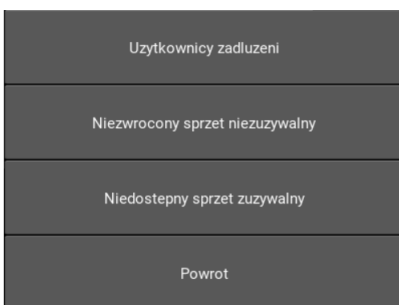 Uzytkownicy zadluzeni
Niezwrocony sprzet niezuzywalny
Niedostepny sprzet zuzywalny
Powrot